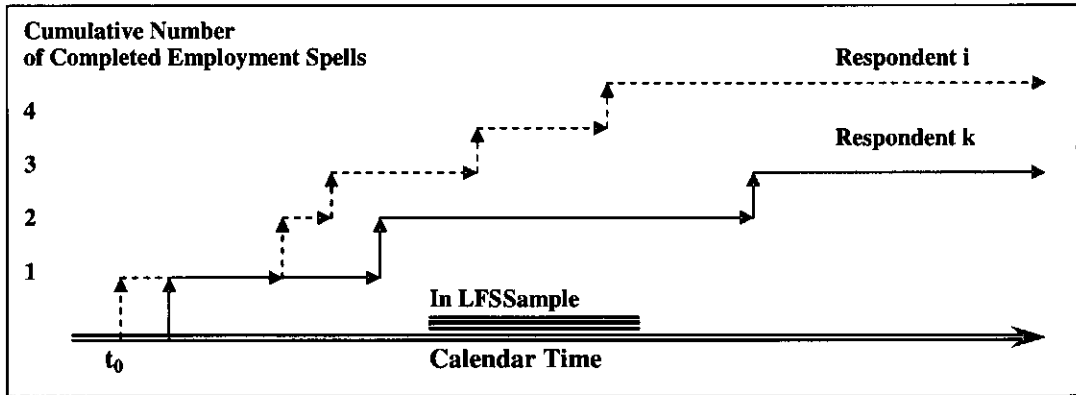 Cumulative Number
of Completed Employment Spells
Respondent i
4
Respondent k
3
2
1
In LFSSample
t₀
Calendar Time